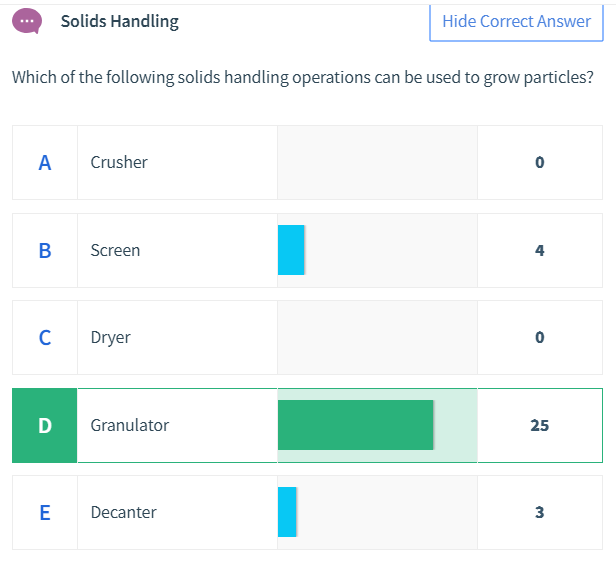 Solids Handling
Hide Correct Answer
Which of the following solids handling operations can be used to grow particles?
A Crusher 0
B Screen 4
C Dryer 0
D Granulator 25
E Decanter 3